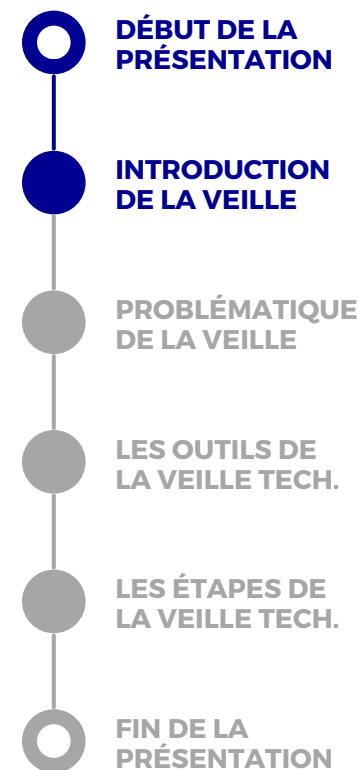 DÉBUT DE LA
PRÉSENTATION
INTRODUCTION
DE LA VEILLE
PROBLÉMATIQUE
DE LA VEILLE
LES OUTILS DE
LA VEILLE TECH.
LES ÉTAPES DE
LA VEILLE TECH.
FIN DE LA
PRÉSENTATION